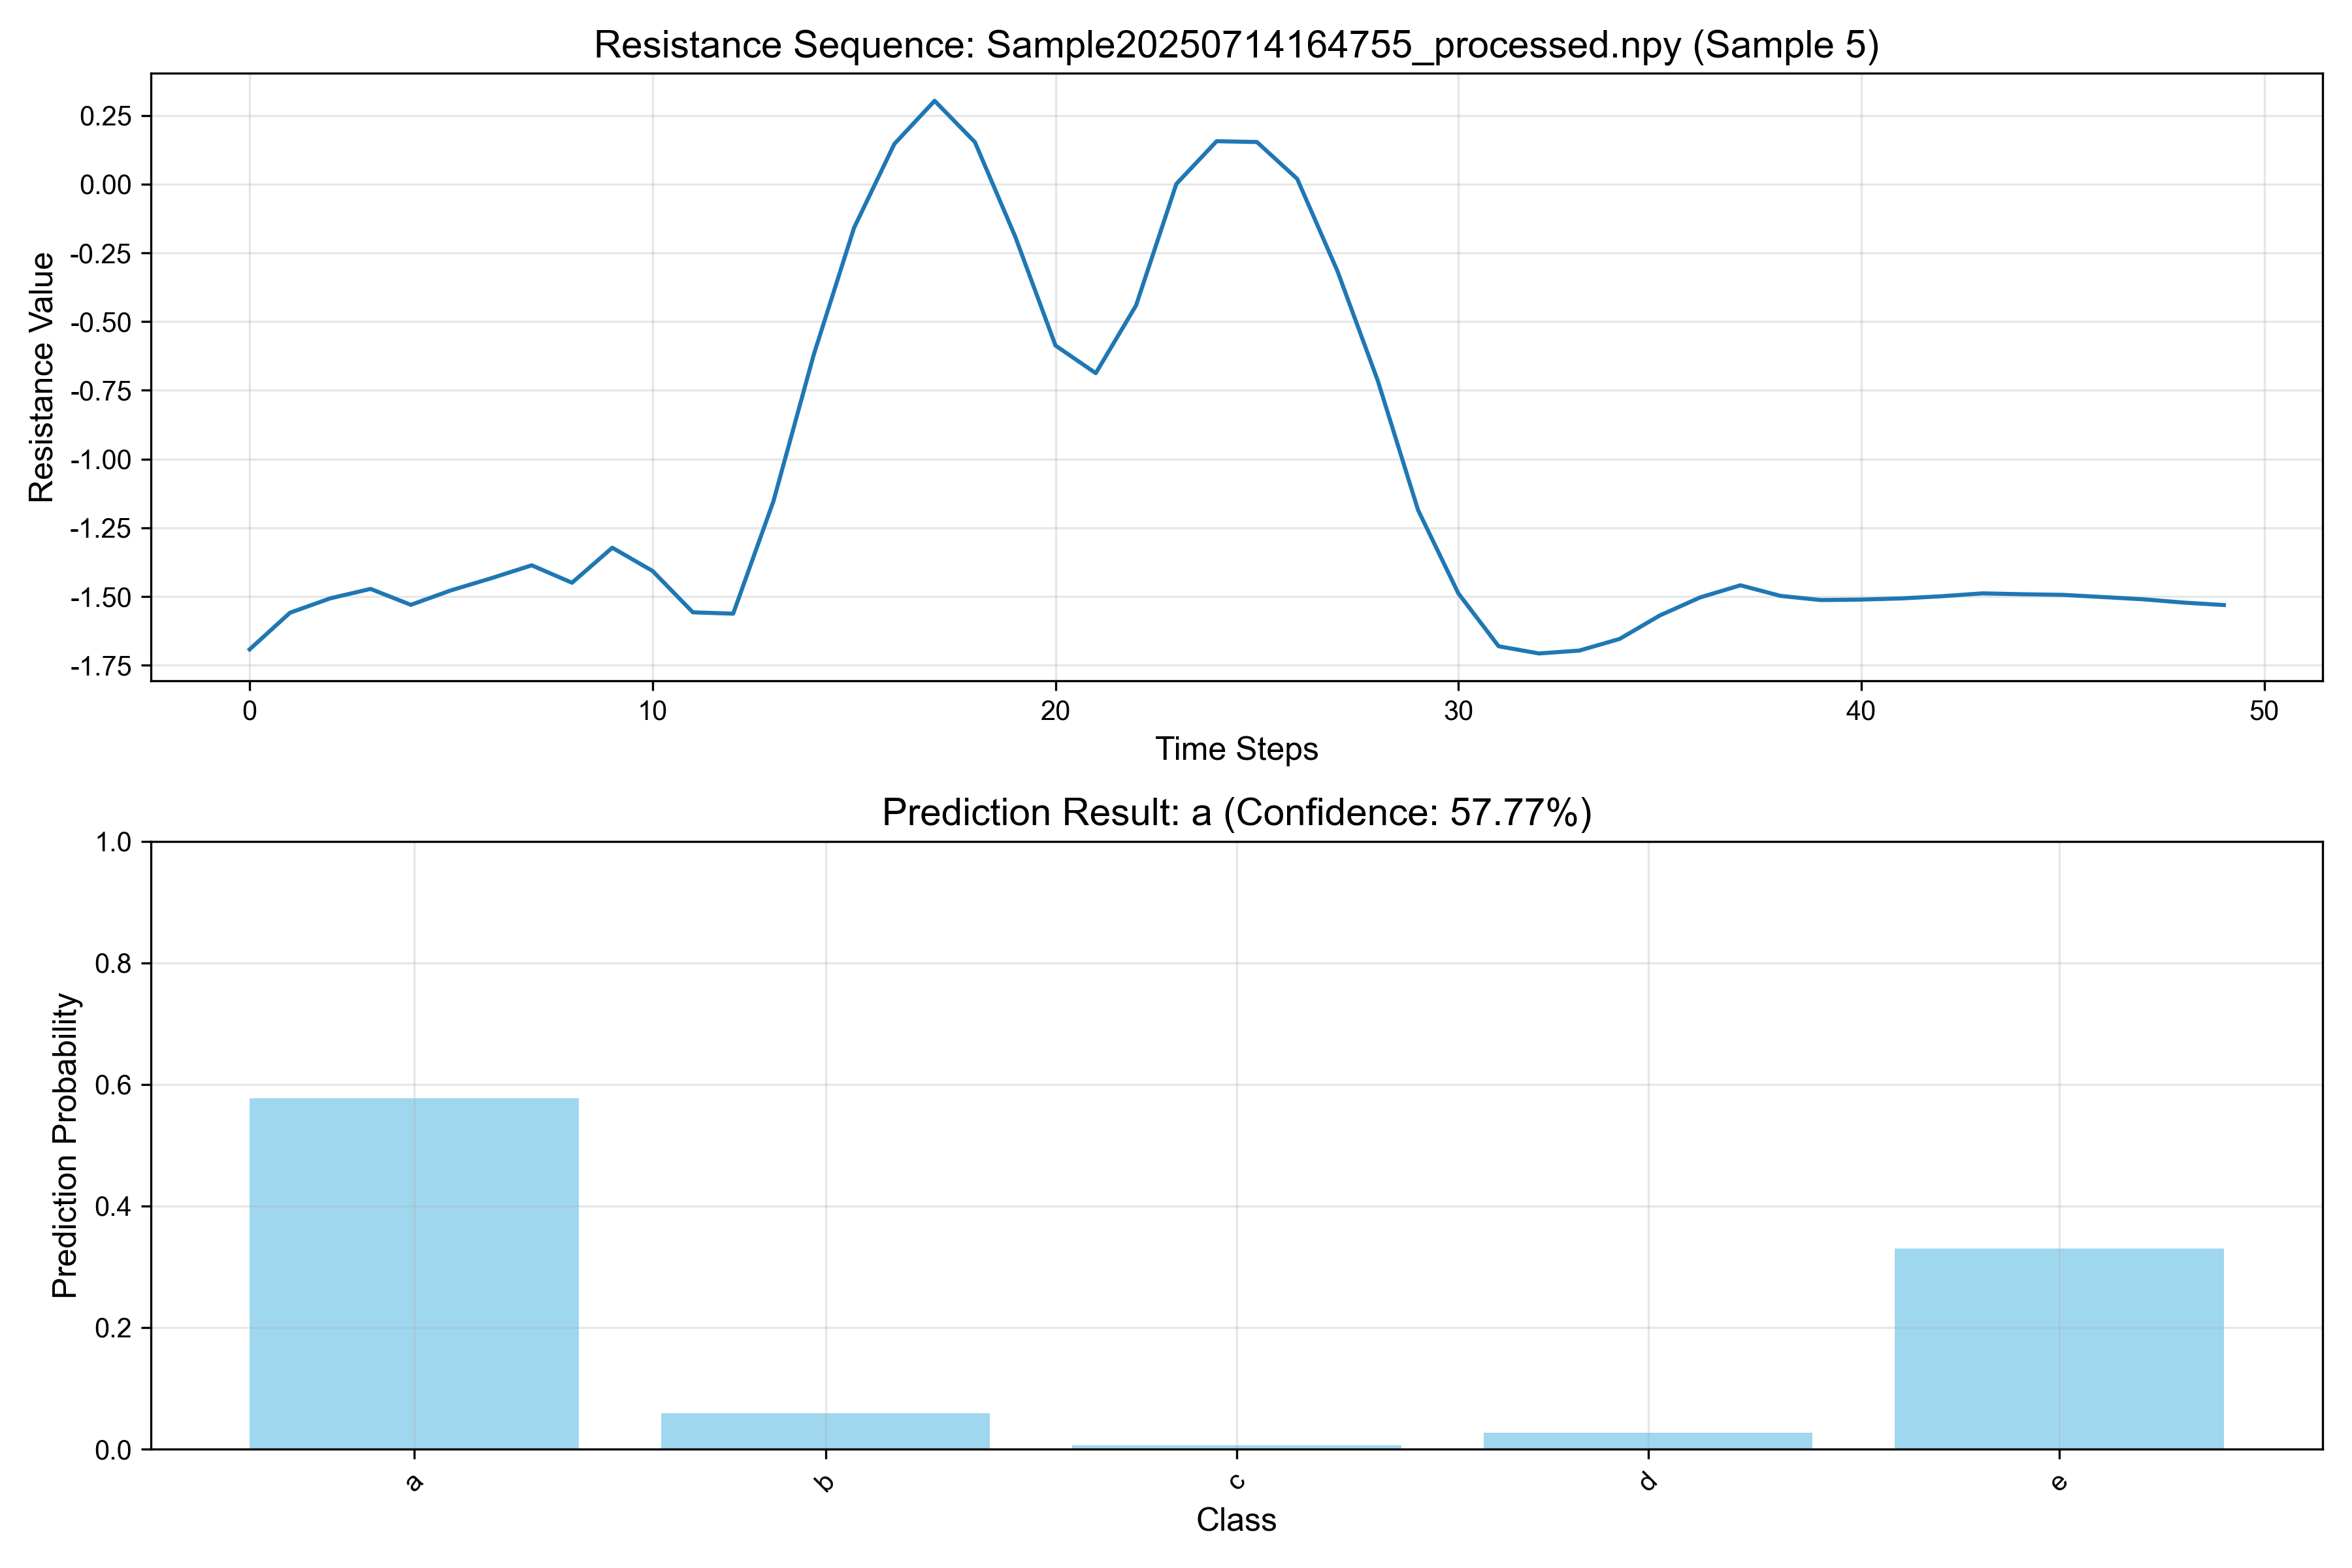 Resistance Sequence: Sample20250714164755_processed.npy (Sample 5)
Resistance Value
0.25
0.00
-0.25
-0.50
-0.75
-1.00
-1.25
-1.50
-1.75
0 10 20 30 40 50
Time Steps
Prediction Result: a (Confidence: 57.77%)
Prediction Probability
1.0
0.8
0.6
0.4
0.2
0.0
a b c d e
Class